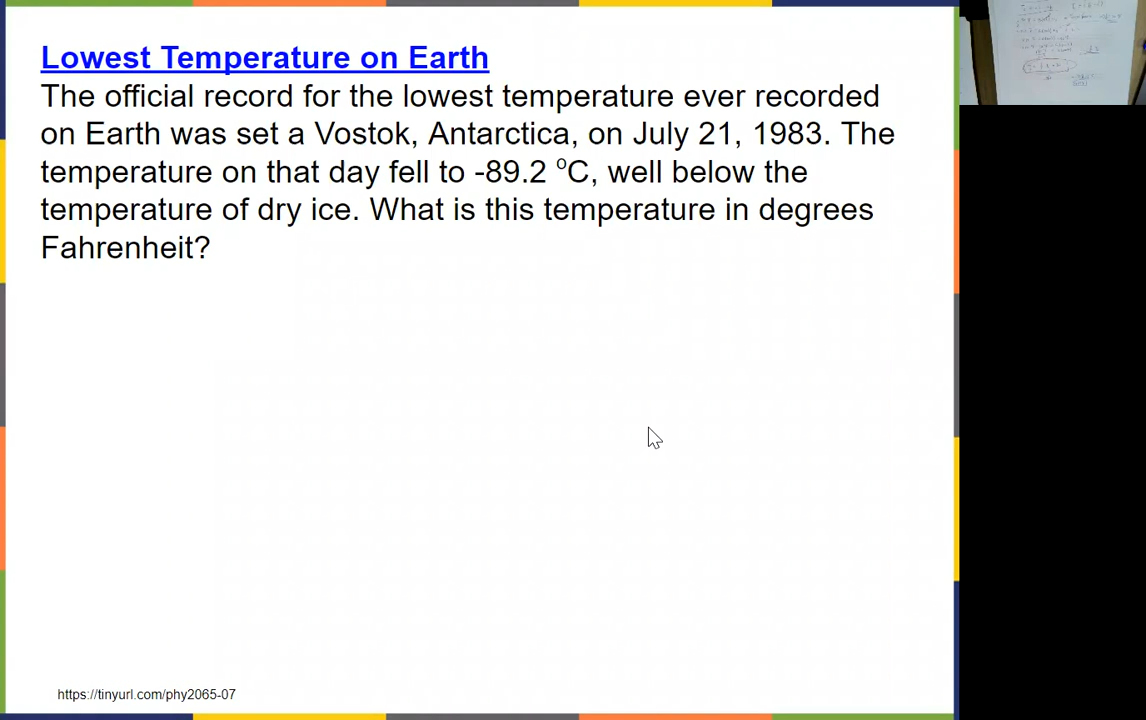 Lowest Temperature on Earth
The official record for the lowest temperature ever recorded
on Earth was set a Vostok, Antarctica, on July 21, 1983. The
temperature on that day fell to -89.2 ºC, well below the
temperature of dry ice. What is this temperature in degrees
Fahrenheit?
https://tinyurl.com/phy2065-07